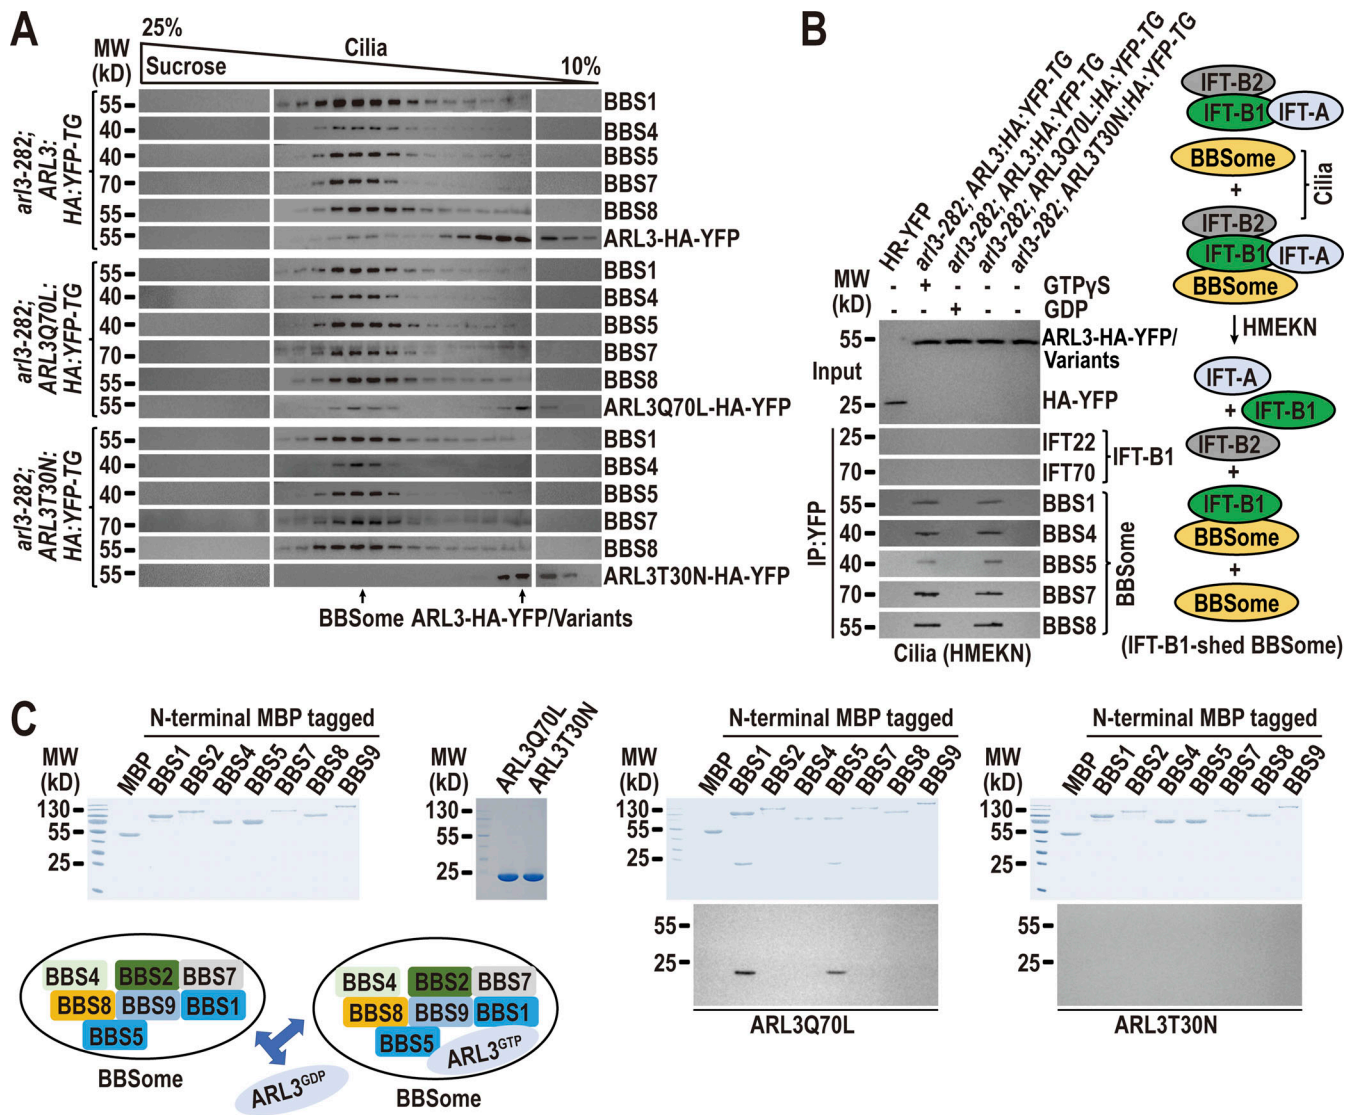 A
25%
Cilia
MW
(kD)
Sucrose
10%
arl3-282;
ARL3:
HA:YFP-TG
55
BBS1
40
BBS4
40
BBS5
70
BBS7
55
BBS8
55
ARL3-HA-YFP
arl3-282;
ARL3Q70L:
HA:YFP-TG
55
BBS1
40
BBS4
40
BBS5
70
BBS7
55
BBS8
55
ARL3Q70L-HA-YFP
arl3-282;
ARL3T30N:
HA:YFP-TG
55
BBS1
40
BBS4
40
BBS5
70
BBS7
55
BBS8
55
ARL3T30N-HA-YFP
BBSome ARL3-HA-YFP/Variants
B
HR-YFP
arl3-282; ARL3:HA:YFP-TG
arl3-282; ARL3:HA:YFP-TG
arl3-282; ARL3Q70L:HA:YFP-TG
arl3-282; ARL3T30N:HA:YFP-TG
MW
(kD)
- + - - - GTPγS
- - + - - GDP
55
ARL3-HA-YFP/
Variants
Input
25
HA-YFP
IP:YFP
25
IFT22
70
IFT70
IFT-B1
55
BBS1
40
BBS4
40
BBS5
70
BBS7
55
BBS8
BBSome
Cilia (HMEKN)
IFT-B2
IFT-B1 IFT-A
BBSome
+
IFT-B2
IFT-B1 IFT-A
BBSome
Cilia
HMEKN
IFT-A
+ IFT-B1
IFT-B2
+
IFT-B1
BBSome
+
BBSome
(IFT-B1-shed BBSome)
C
N-terminal MBP tagged
MW
(kD)
MBP BBS1 BBS2 BBS4 BBS5 BBS7 BBS8 BBS9
130
55
25
MW
(kD)
ARL3Q70L ARL3T30N
130
55
25
N-terminal MBP tagged
MW
(kD)
MBP BBS1 BBS2 BBS4 BBS5 BBS7 BBS8 BBS9
130
55
25
55
25
ARL3Q70L
N-terminal MBP tagged
MW
(kD)
MBP BBS1 BBS2 BBS4 BBS5 BBS7 BBS8 BBS9
130
55
25
55
25
ARL3T30N
BBS4 BBS2 BBS7
BBS8 BBS9 BBS1
BBS5
BBSome
ARL3GDP
BBS4 BBS2 BBS7
BBS8 BBS9 BBS1
BBS5
ARL3GTP
BBSome